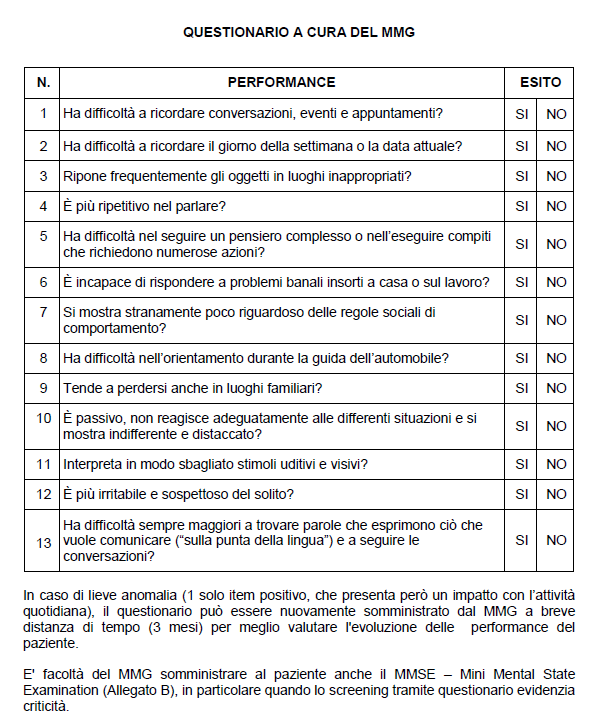 QUESTIONARIO A CURA DEL MMG
N. PERFORMANCE ESITO
1 Ha difficoltà a ricordare conversazioni, eventi e appuntamenti? SI NO
2 Ha difficoltà a ricordare il giorno della settimana o la data attuale? SI NO
3 Ripone frequentemente gli oggetti in luoghi inappropriati? SI NO
4 È più ripetitivo nel parlare? SI NO
5 Ha difficoltà nel seguire un pensiero complesso o nell’eseguire compiti
che richiedono numerose azioni? SI NO
6 È incapace di rispondere a problemi banali insorti a casa o sul lavoro? SI NO
7 Si mostra stranamente poco riguardoso delle regole sociali di
comportamento? SI NO
8 Ha difficoltà nell’orientamento durante la guida dell’automobile? SI NO
9 Tende a perdersi anche in luoghi familiari? SI NO
10 È passivo, non reagisce adeguatamente alle differenti situazioni e si
mostra indifferente e distaccato? SI NO
11 Interpreta in modo sbagliato stimoli uditivi e visivi? SI NO
12 È più irritabile e sospettoso del solito? SI NO
13 Ha difficoltà sempre maggiori a trovare parole che esprimono ciò che
vuole comunicare (“sulla punta della lingua”) e a seguire le
conversazioni? SI NO
In caso di lieve anomalia (1 solo item positivo, che presenta però un impatto con l’attività
quotidiana), il questionario può essere nuovamente somministrato dal MMG a breve
distanza di tempo (3 mesi) per meglio valutare l'evoluzione delle performance del
paziente.
E' facoltà del MMG somministrare al paziente anche il MMSE – Mini Mental State
Examination (Allegato B), in particolare quando lo screening tramite questionario evidenzia
criticità.